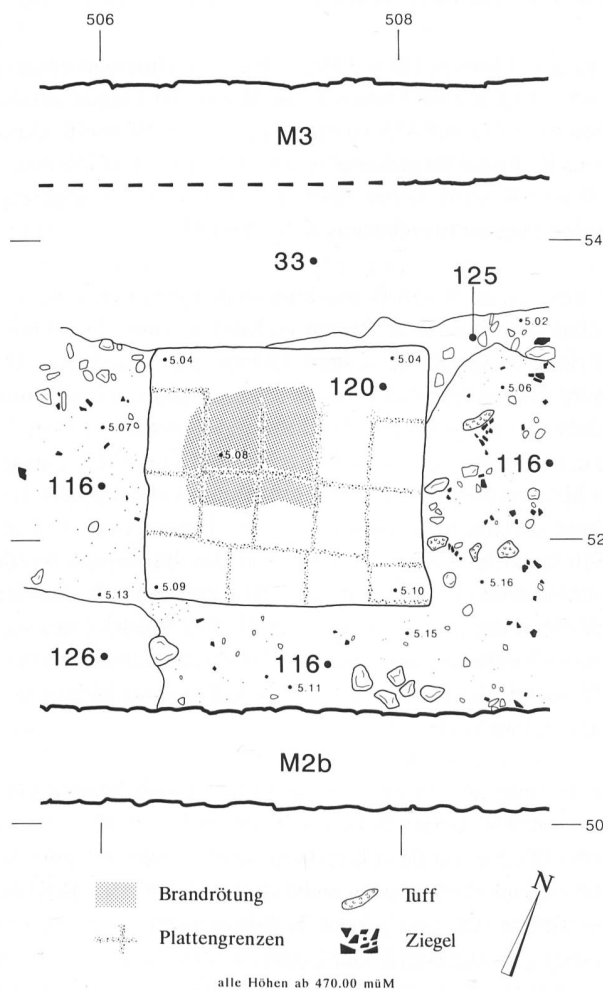 506 508
M3
54
33
125
5.02
5.04 5.04
120 5.06
5.07
5.08
116 116
52
5.13 5.09 5.10 5.16
5.15
126 116
5.11
M2b
50
Brandrötung Tuff N
Plattengrenzen Ziegel
alle Höhen ab 470.00 müM